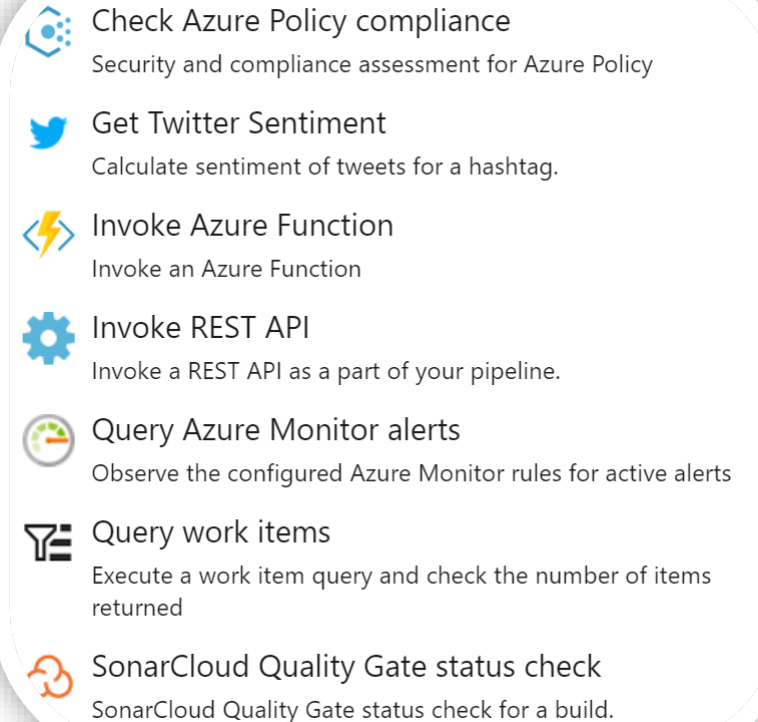 Check Azure Policy compliance
Security and compliance assessment for Azure Policy
Get Twitter Sentiment
Calculate sentiment of tweets for a hashtag.
Invoke Azure Function
Invoke an Azure Function
Invoke REST API
Invoke a REST API as a part of your pipeline.
Query Azure Monitor alerts
Observe the configured Azure Monitor rules for active alerts
Query work items
Execute a work item query and check the number of items
returned
SonarCloud Quality Gate status check
SonarCloud Quality Gate status check for a build.